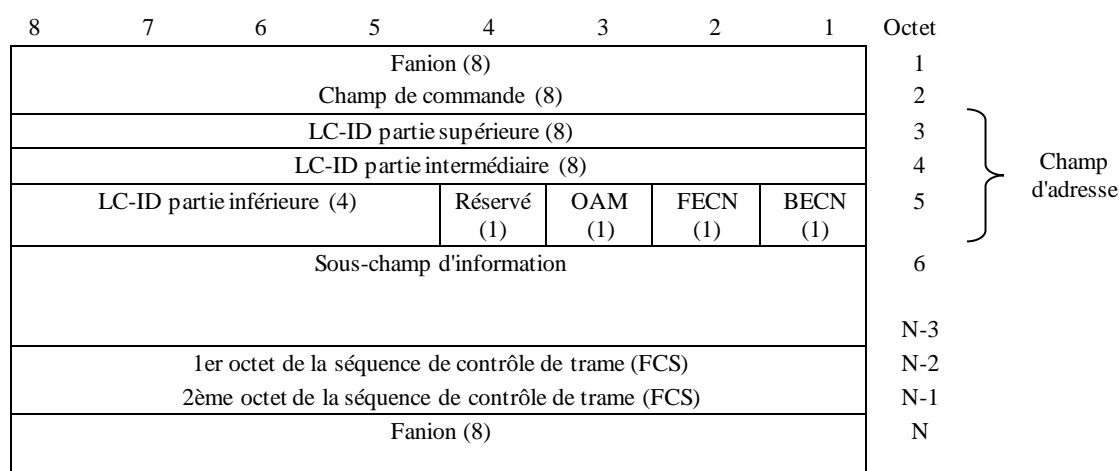 8 7 6 5 4 3 2 1 Octet
Fanion (8) 1
Champ de commande (8) 2
LC-ID partie supérieure (8) 3
LC-ID partie intermédiaire (8) 4
Champ d'adresse
LC-ID partie inférieure (4) Réservé (1) OAM (1) FECN (1) BECN (1) 5
Sous-champ d'information 6
N-3
1er octet de la séquence de contrôle de trame (FCS) N-2
2ème octet de la séquence de contrôle de trame (FCS) N-1
Fanion (8) N